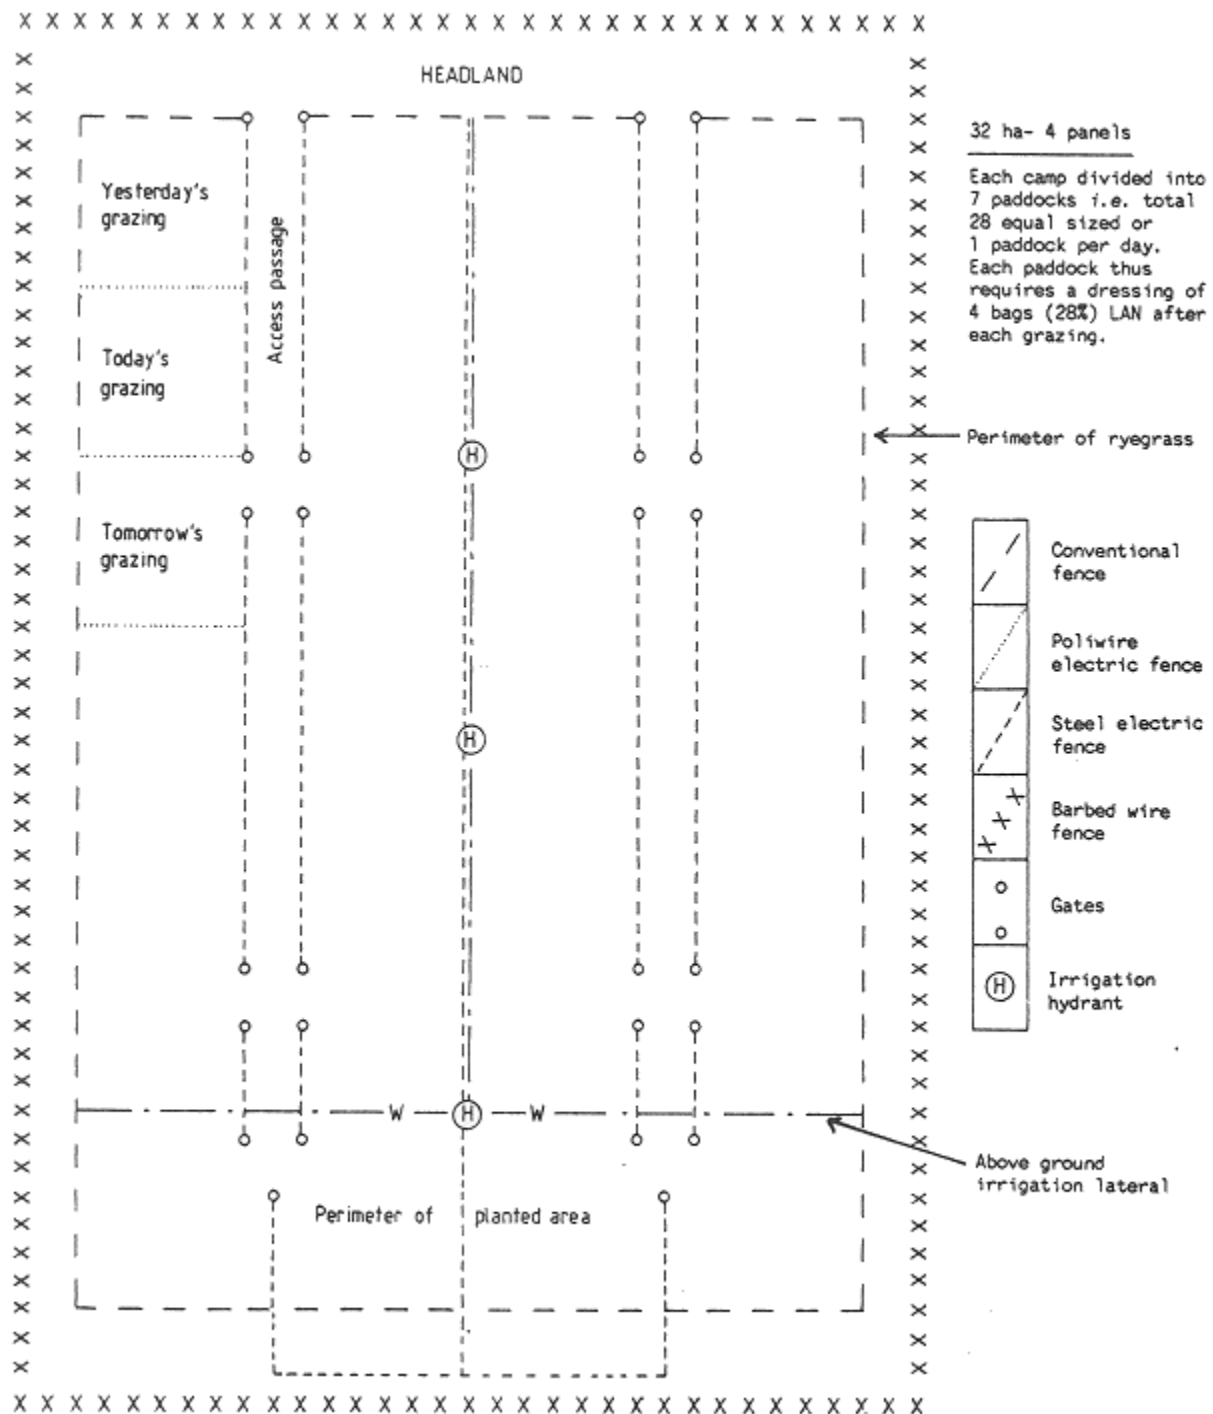 HEADLAND
Yesterday's
grazing
Access passage
Today's
grazing
Tomorrow's
grazing
H
H
W
H
W
Perimeter of planted area
32 ha- 4 panels
Each camp divided into
7 paddocks i.e. total
28 equal sized or
1 paddock per day.
Each paddock thus
requires a dressing of
4 bags (28%) LAN after
each grazing.
Perimeter of ryegrass
Conventional
fence
Poliwire
electric fence
Steel electric
fence
Barbed wire
fence
Gates
H
Irrigation
hydrant
Above ground
irrigation lateral